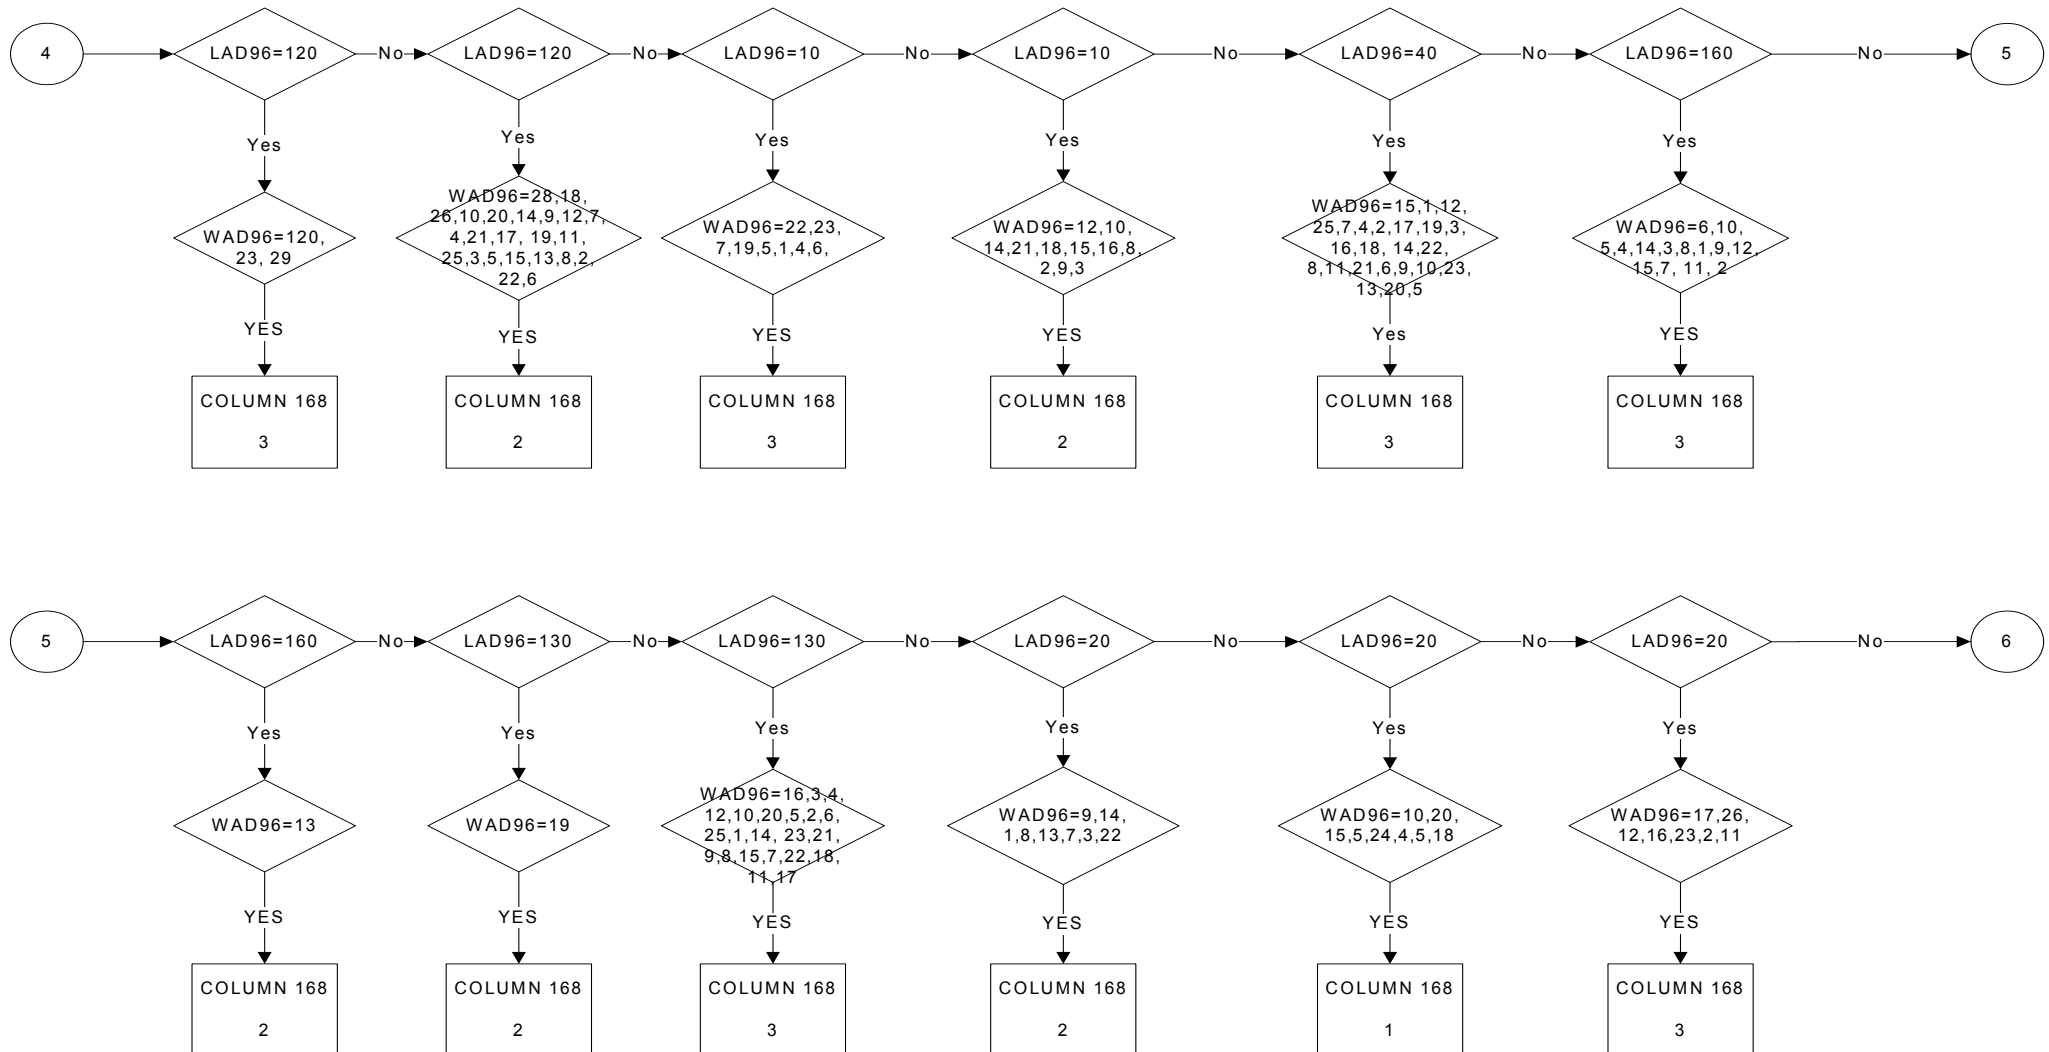 4
LAD96=120
No
LAD96=120
No
LAD96=10
No
LAD96=10
No
LAD96=40
No
LAD96=160
No
5
Yes
Yes
Yes
Yes
Yes
Yes
WAD96=120,
23, 29
WAD96=28,18,
26,10,20,14,9,12,7,
4,21,17, 19,11,
25,3,5,15,13,8,2,
22,6
WAD96=22,23,
7,19,5,1,4,6,
WAD96=12,10,
14,21,18,15,16,8,
2,9,3
WAD96=15,1,12,
25,7,4,2,17,19,3,
16,18, 14,22,
8,11,21,6,9,10,23,
13,20,5
WAD96=6,10,
5,4,14,3,8,1,9,12,
15,7, 11, 2
YES
YES
YES
YES
Yes
YES
COLUMN 168
3
COLUMN 168
2
COLUMN 168
3
COLUMN 168
2
COLUMN 168
3
COLUMN 168
3
5
LAD96=160
No
LAD96=130
No
LAD96=130
No
LAD96=20
No
LAD96=20
No
LAD96=20
No
6
Yes
Yes
Yes
Yes
Yes
Yes
WAD96=13
WAD96=19
WAD96=16,3,4,
12,10,20,5,2,6,
25,1,14, 23,21,
9,8,15,7,22,18,
11,17
WAD96=9,14,
1,8,13,7,3,22
WAD96=10,20,
15,5,24,4,5,18
WAD96=17,26,
12,16,23,2,11
YES
YES
YES
YES
YES
YES
COLUMN 168
2
COLUMN 168
2
COLUMN 168
3
COLUMN 168
2
COLUMN 168
1
COLUMN 168
3